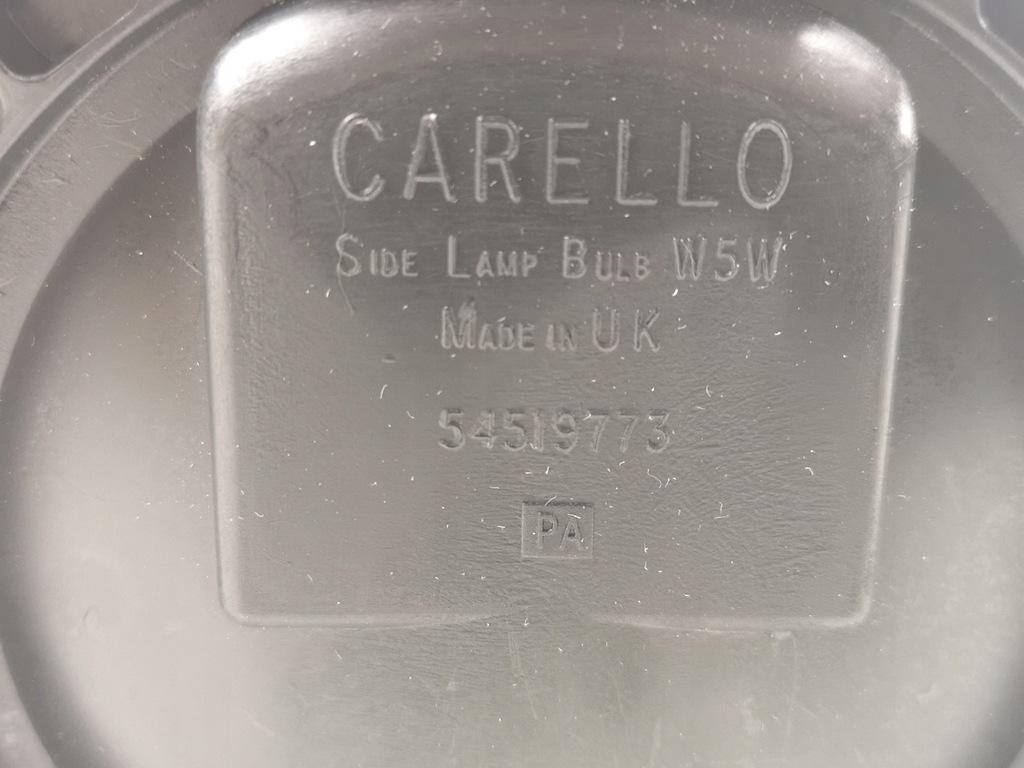 CARELLO
SIDE LAMP BULB W5W
MADE IN UK
54519773
PA